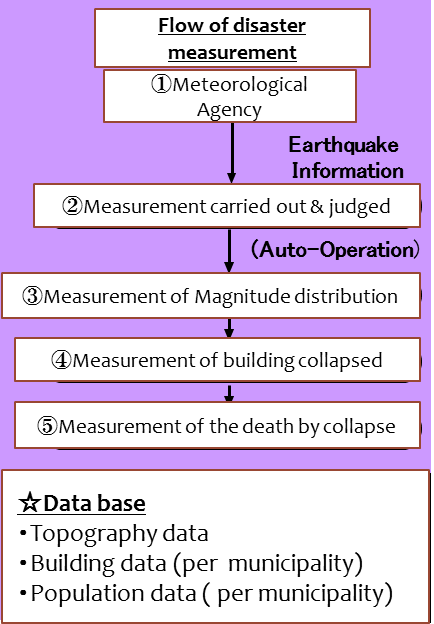 Flow of disaster
measurement
①Meteorological
Agency
Earthquake
Information
②Measurement carried out & judged
(Auto-Operation)
③Measurement of Magnitude distribution
④Measurement of building collapsed
⑤Measurement of the death by collapse
☆Data base
・Topography data
・Building data (per municipality)
・Population data ( per municipality)